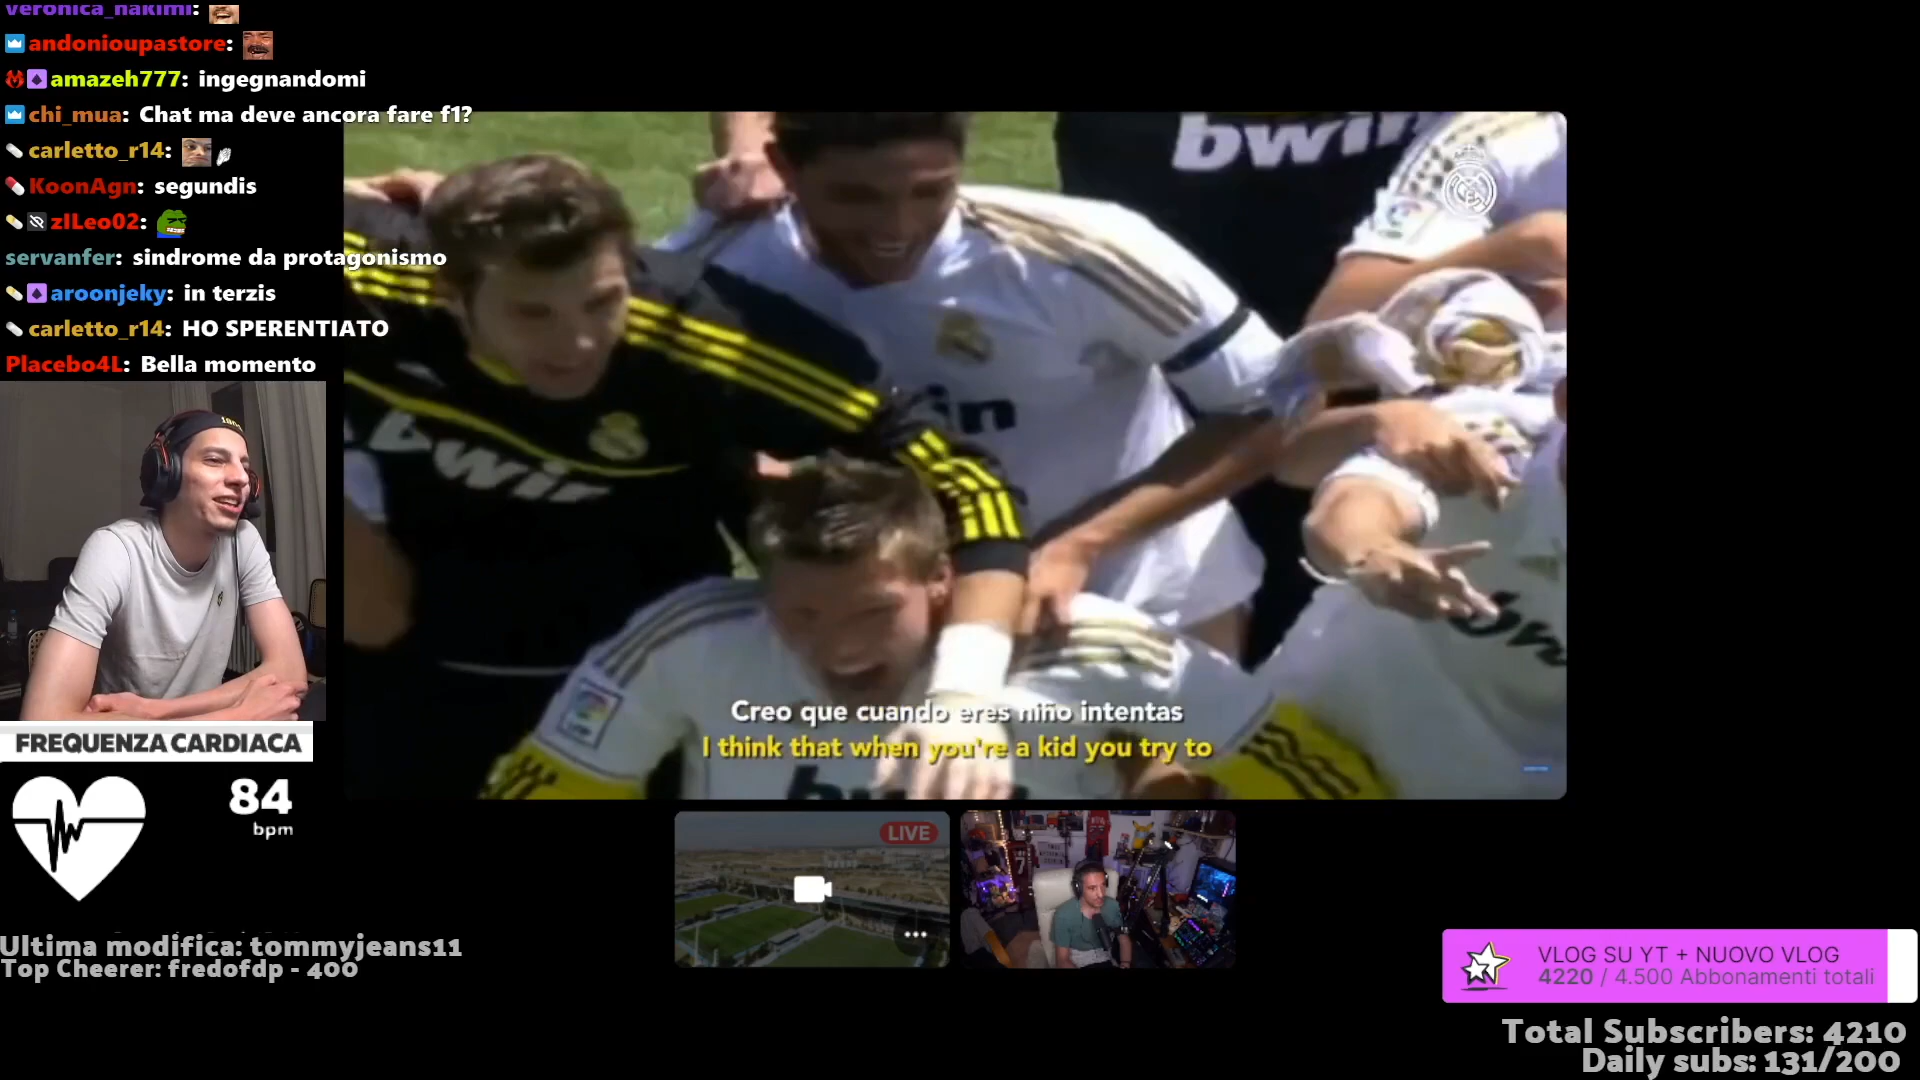 veronica_hakimi:
andonioupastore:
amazeh777: ingegnandomi
chi_mua: Chat ma deve ancora fare f1?
carletto_r14:
KoonAgn: segundis
zILeo02:
servanfer: sindrome da protagonismo
aroonjeky: in terzis
carletto_r14: HO SPERENTIATO
Placebo4L: Bella momento
bwin
bwin
Creo que cuando eres niño intentas
I think that when you're a kid you try to
FREQUENZA CARDIACA
84
bpm
LIVE
Ultima modifica: tommyjeans11
Top Cheerer: fredofdp - 400
VLOG SU YT + NUOVO VLOG
4220 / 4.500 Abbonamenti totali
Total Subscribers: 4210
Daily subs: 131/200